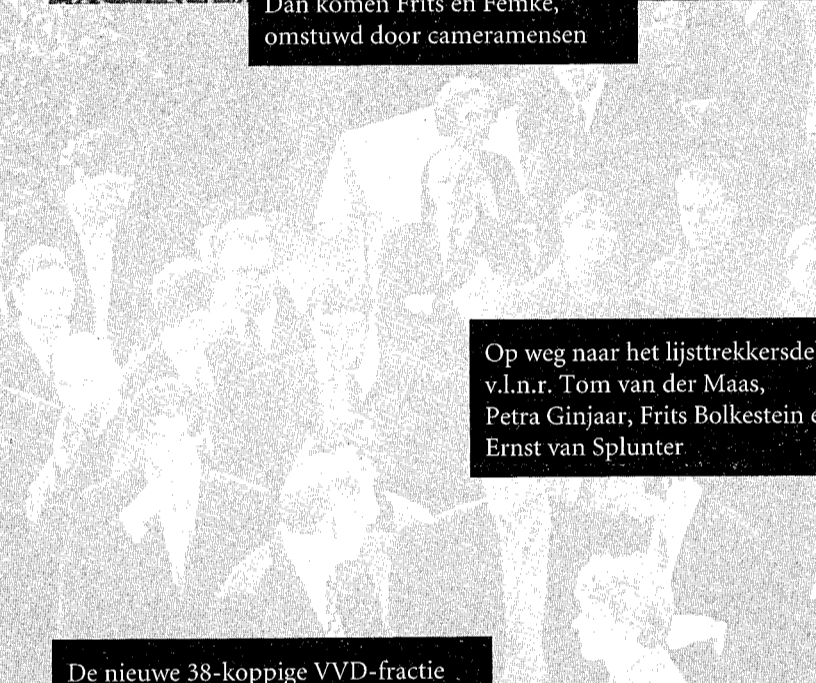 Dan komen Frits en Femke,
omstuwd door cameramensen
Op weg naar het lijsttrekkersde
v.l.n.r. Tom van der Maas,
Petra Ginjaar, Frits Bolkestein e
Ernst van Splunter
De nieuwe 38-koppige VVD-fractie